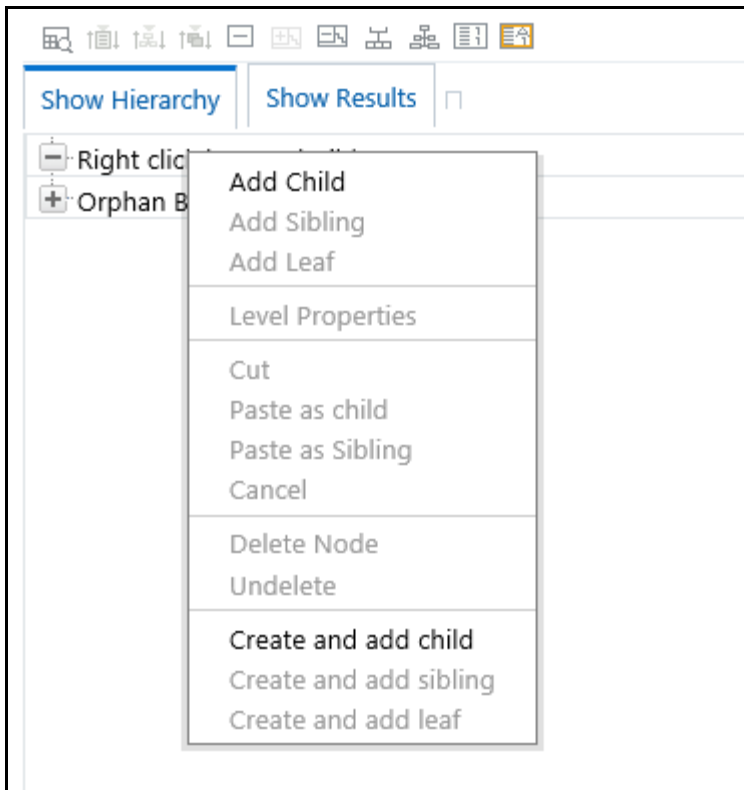 Show Hierarchy
Show Results
Right clic
Orphan B
Add Child
Add Sibling
Add Leaf
Level Properties
Cut
Paste as child
Paste as Sibling
Cancel
Delete Node
Undelete
Create and add child
Create and add sibling
Create and add leaf